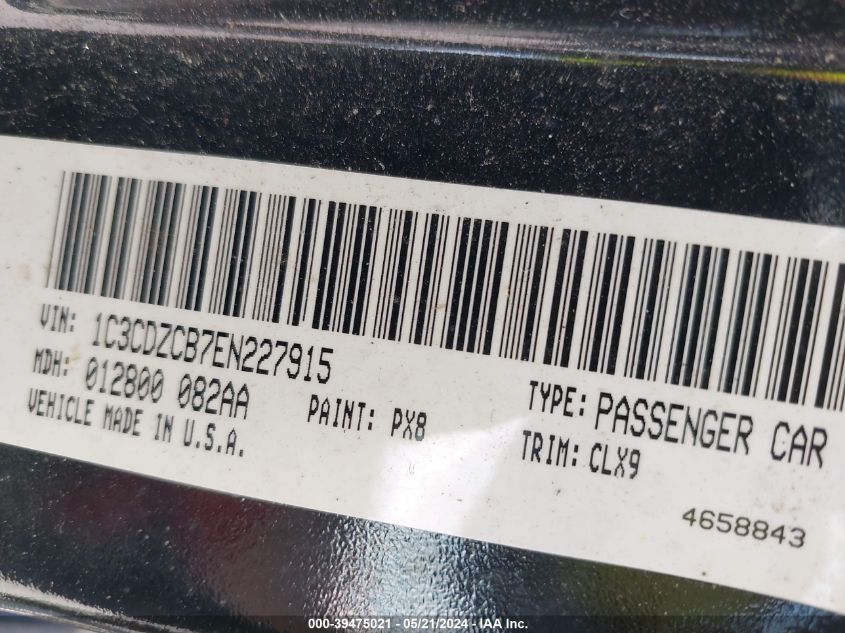 VIN: 1C3CDZCB7EN227915
MDH: 012800 082AA
PAINT: PX8
VEHICLE MADE IN U.S.A.
TYPE: PASSENGER CAR
TRIM: CLX9
4658843
000-39475021 - 05/21/2024 - IAA Inc.